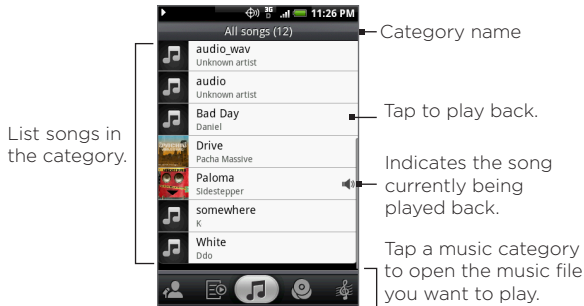 3G 11:26 PM
All songs (12)
Category name
audio_wav
Unknown artist
audio
Unknown artist
Bad Day
Daniel
Tap to play back.
List songs in
the category.
Drive
Pacha Massive
Paloma
Sidestepper
Indicates the song
currently being
played back.
somewhere
K
White
Ddo
Tap a music category
to open the music file
you want to play.